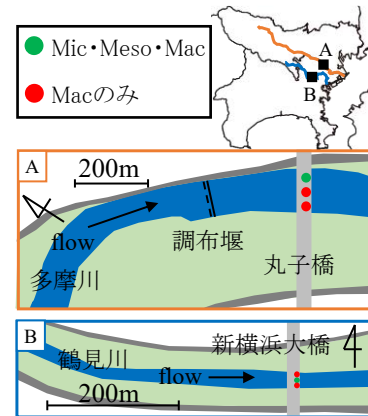 Mic・Meso・Mac
Macのみ
A
B
A
200m
flow
調布堰
多摩川
丸子橋
B
鶴見川
新横浜大橋
flow
200m